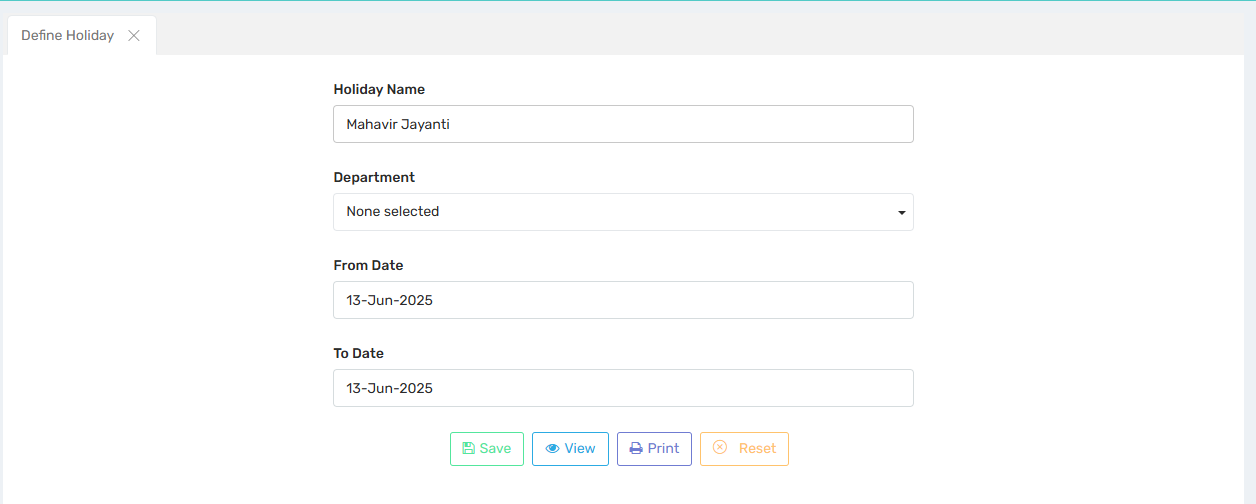 Define Holiday
Holiday Name
Mahavir Jayanti
Department
None selected
From Date
13-Jun-2025
To Date
13-Jun-2025
Save View Print Reset